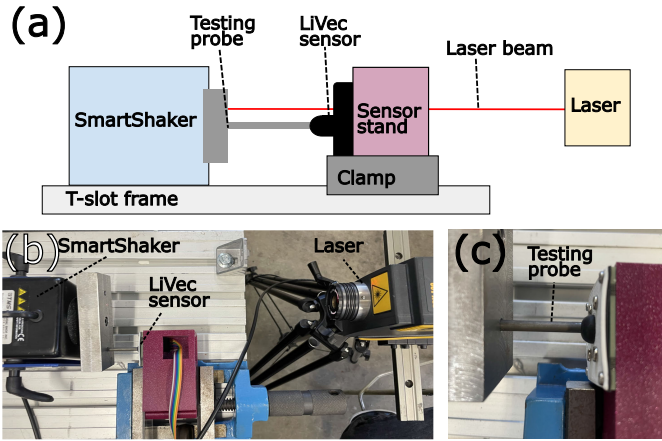 (a)
Testing
probe
LiVec
sensor
Laser beam
SmartShaker
Sensor
stand
Laser
Clamp
T-slot frame
(b)
SmartShaker
Laser
LiVec
sensor
(c)
Testing
probe